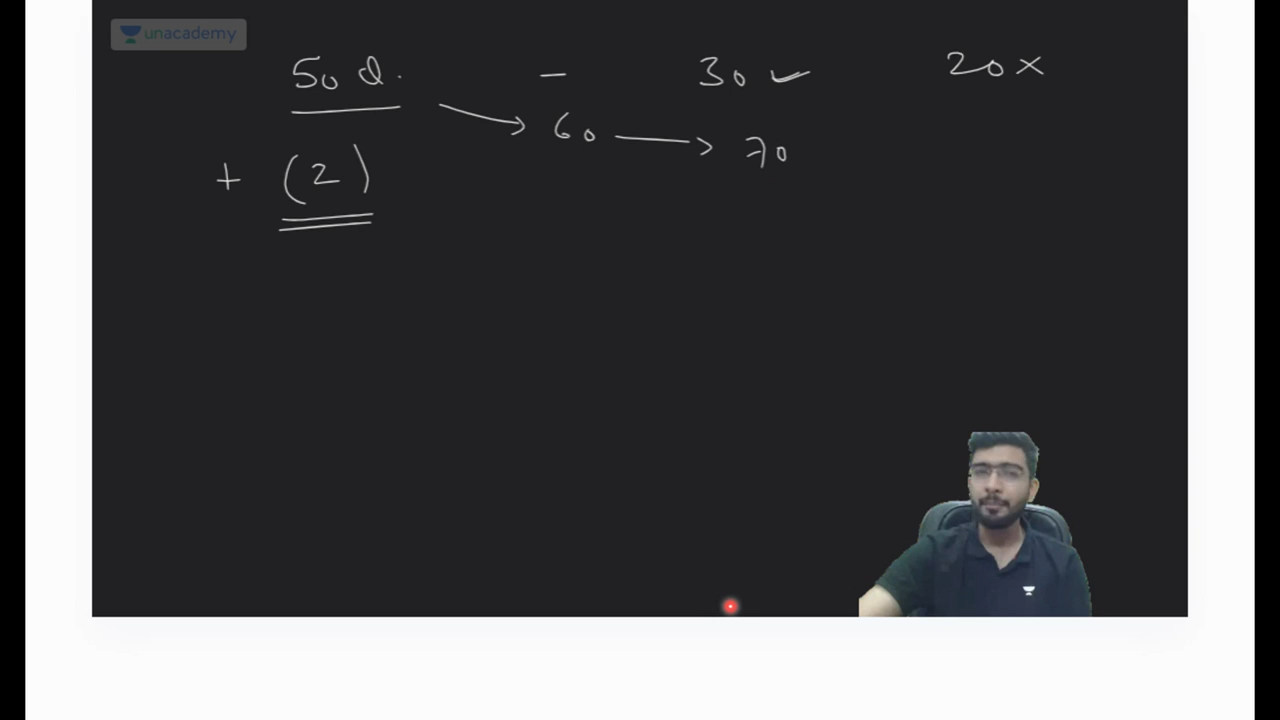 unacademy
50 d. - 30 ✓ 20 ×
→ 60 → 70
+ (2)